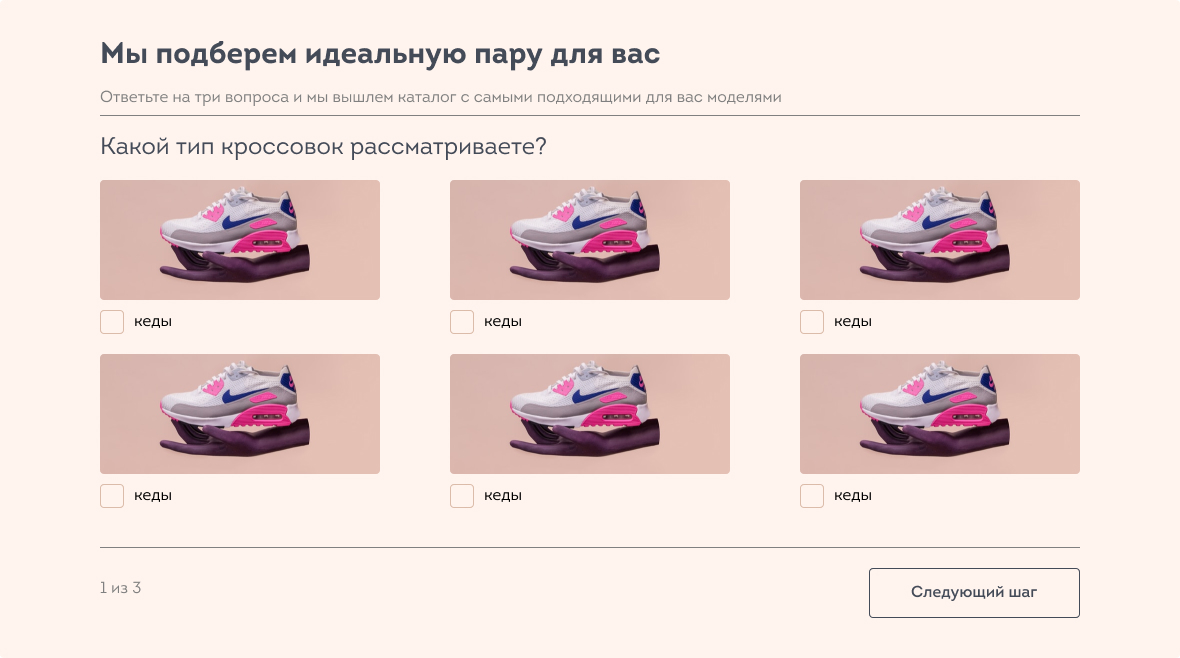 Мы подберем идеальную пару для вас
Ответьте на три вопроса и мы вышлем каталог с самыми подходящими для вас моделями
Какой тип кроссовок рассматриваете?
кеды
кеды
кеды
кеды
кеды
кеды
1 из 3
Следующий шаг